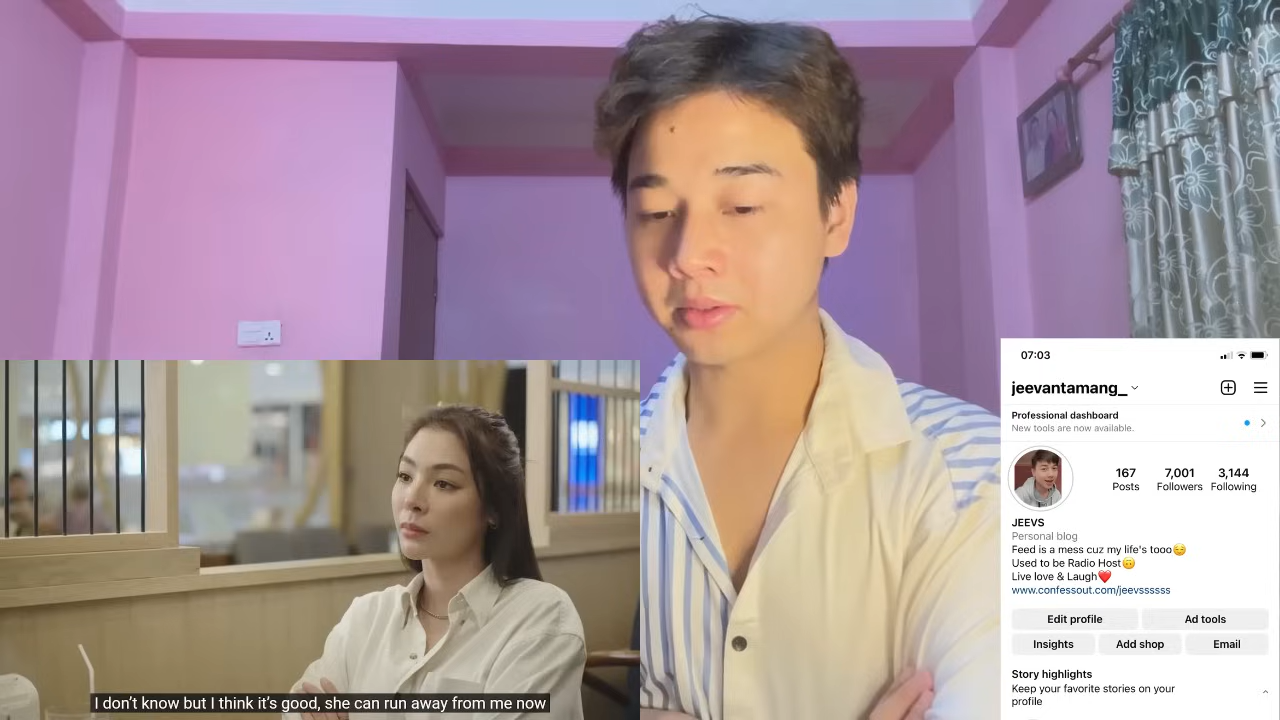 I don't know but I think it's good, she can run away from me now
07:03
jeevantamang_
Professional dashboard
New tools are now available.
167 7,001 3,144
Posts Followers Following
JEEVS
Personal blog
Feed is a mess cuz my life's tooo😌
Used to be Radio Host🙃
Live love & Laugh❤️
www.confessout.com/jeevssssss
Edit profile Ad tools
Insights Add shop Email
Story highlights
Keep your favorite stories on your
profile